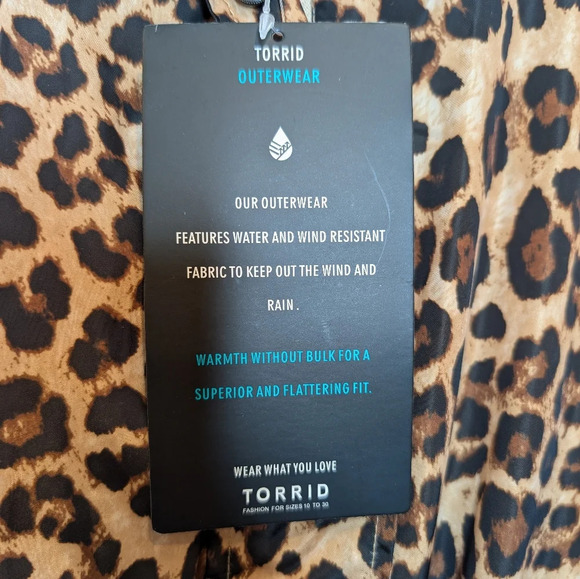 TORRID
OUTERWEAR
OUR OUTERWEAR
FEATURES WATER AND WIND RESISTANT
FABRIC TO KEEP OUT THE WIND AND
RAIN.
WARMTH WITHOUT BULK FOR A
SUPERIOR AND FLATTERING FIT.
WEAR WHAT YOU LOVE
TORRID
FASHION FOR SIZES 10 TO 30